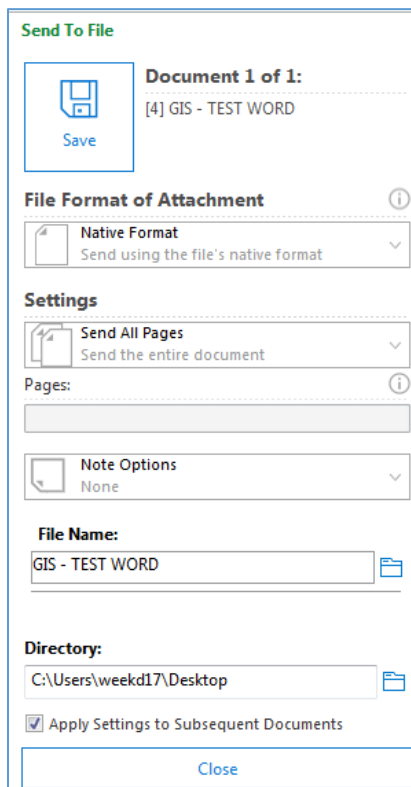 Send To File
Document 1 of 1:
[4] GIS - TEST WORD
Save
File Format of Attachment
Native Format
Send using the file's native format
Settings
Send All Pages
Send the entire document
Pages:
Note Options
None
File Name:
GIS - TEST WORD
Directory:
C:\Users\weekd17\Desktop
Apply Settings to Subsequent Documents
Close